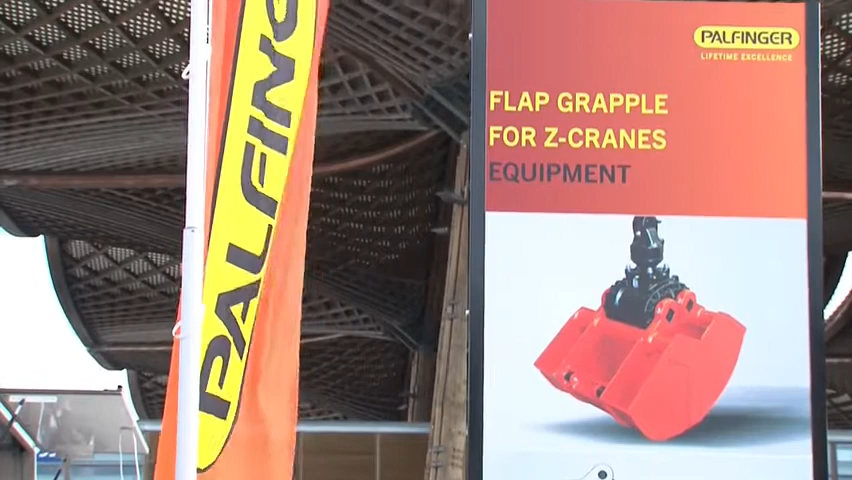 PALFINGER
PALFINGER
LIFETIME EXCELLENCE
FLAP GRAPPLE
FOR Z-CRANES
EQUIPMENT